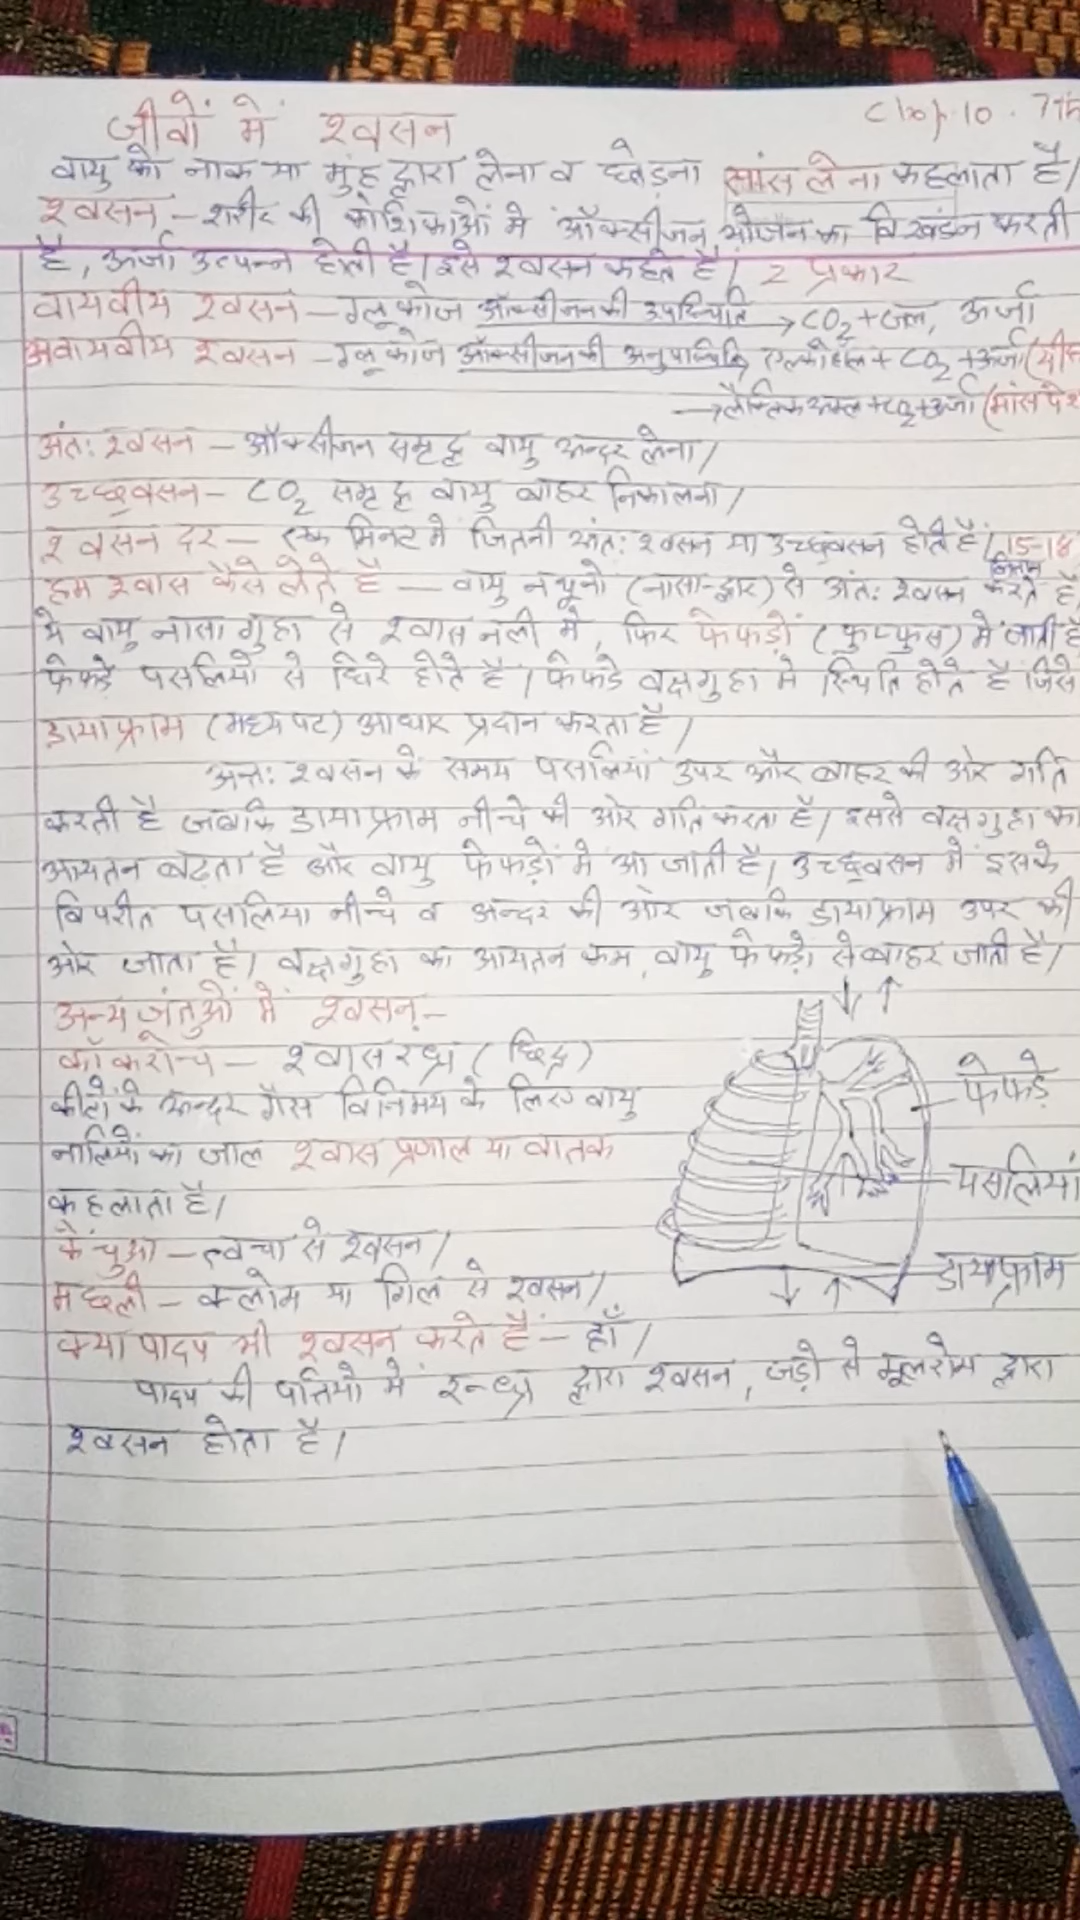 Chap.10. 7th
जीवों में श्वसन
वायु को नाक या मुंह द्वारा लेना व छोड़ना सांस लेना कहलाता है।
श्वसन - शरीर की कोशिकाओं में ऑक्सीजन, भोजन का विखंडन करती
है, ऊर्जा उत्पन्न होती है। इसे श्वसन कहते है। 2 प्रकार
वायवीय श्वसन - ग्लूकोज ऑक्सीजन की उपस्थिति → CO2 + जल, ऊर्जा
अवायवीय श्वसन - ग्लूकोज ऑक्सीजन की अनुपस्थिति एल्कोहल + CO2 + ऊर्जा
→ लैक्टिक अम्ल + CO2 + ऊर्जा (मांसपेश
अंत: श्वसन - ऑक्सीजन समृद्ध वायु अन्दर लेना।
उच्छ्वसन - CO2 समृद्ध वायु बाहर निकालना।
श्वसन दर - एक मिनट मे जितनी अंत: श्वसन या उच्छ्वसन होते है। 15-18
हम श्वास कैसे लेते है - वायु नथूनो (नासा-द्वार) से अंत: श्वसन करते है,
ये वायु नासा गुहा से श्वास नली मे, फिर फेफड़ों (फुफ्फुस) में जाती है
फेफड़े पसलियों से घिरे होते है। फेफड़े वक्षगुहा मे स्थिति होते है जिसे
डायाफ्राम (मध्यपट) आधार प्रदान करता है।
अन्त: श्वसन के समय पसलियां उपर और बाहर की ओर गति
करती है जबकि डायाफ्राम नीचे की ओर गति करता है। इससे वक्षगुहा का
आयतन बढ़ता है और वायु फेफड़ों में आ जाती है। उच्छ्वसन में इसके
विपरीत पसलिया नीचे व अन्दर की ओर जबकि डायाफ्राम उपर की
ओर जाता है। वक्षगुहा का आयतन कम, वायु फेफड़ो से बाहर जाती है।
अन्य जंतुओं में श्वसन -
कॉकरोच - श्वासरंध्र (छिद्र)
कीटों के अन्दर गैस विनिमय के लिए वायु
नालियों का जाल श्वास प्रणाल या वातक
कहलाता है।
केंचुआ - त्वचा से श्वसन।
मछली - क्लोम या गिल से श्वसन।
फेफड़े
पसलियां
डायाफ्राम
क्या पादप भी श्वसन करते है - हाँ।
पादप की पत्तियों में रन्ध्र द्वारा श्वसन, जड़ो से मूलरोम द्वारा
श्वसन होता है।